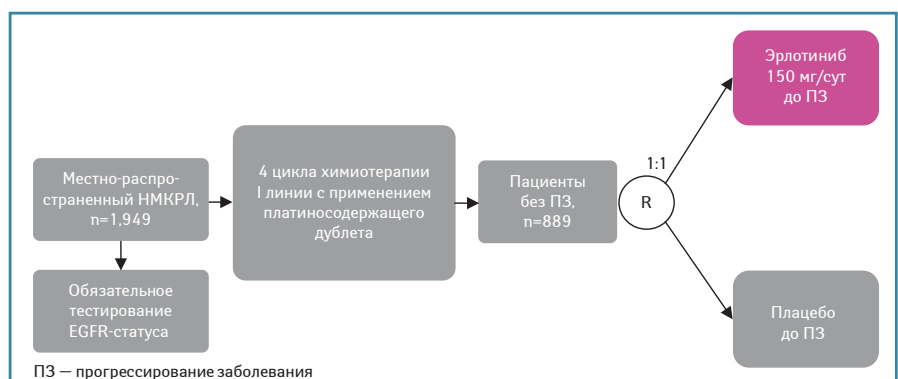 Местно-распро-
страненный НМКРЛ,
n=1,949
Обязательное
тестирование
EGFR-статуса
4 цикла химиотерапии
I линии с применением
платиносодержащего
дублета
Пациенты
без ПЗ,
n=889
1:1
R
Эрлотиниб
150 мг/сут
до ПЗ
Плацебо
до ПЗ
ПЗ — прогрессирование заболевания